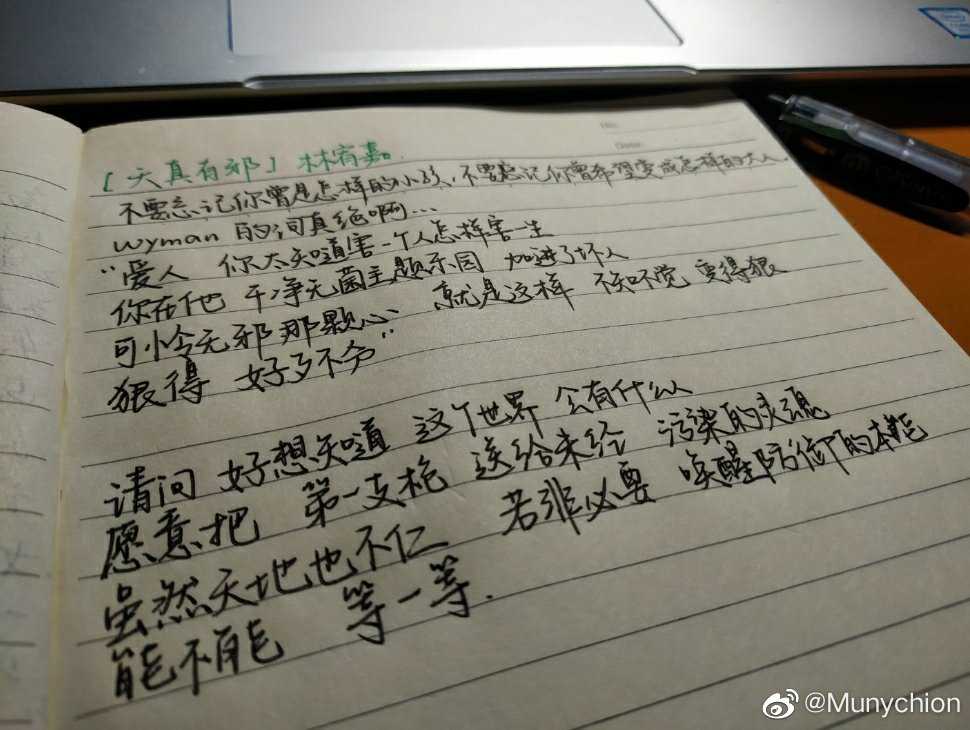 「天真有邪」林宥嘉.
不要忘记你曾是怎样的小孩,不要忘记你曾希望变成怎样的大人.
wyman 的词真绝啊...
“爱人 你太知道害一个人怎样害一生
你在他 干净无菌主题乐园 加进了坏人
可怜无邪那颗心 就是这样 不知不觉 变得狠
狠得 好歹不分”
请问 好想知道 这个世界 会有什么
愿意把 第一支枪 送给未经 污染的灵魂
虽然天地也不仁 若非必要 唤醒防御的本能
能不能 等一等.
@Munychion